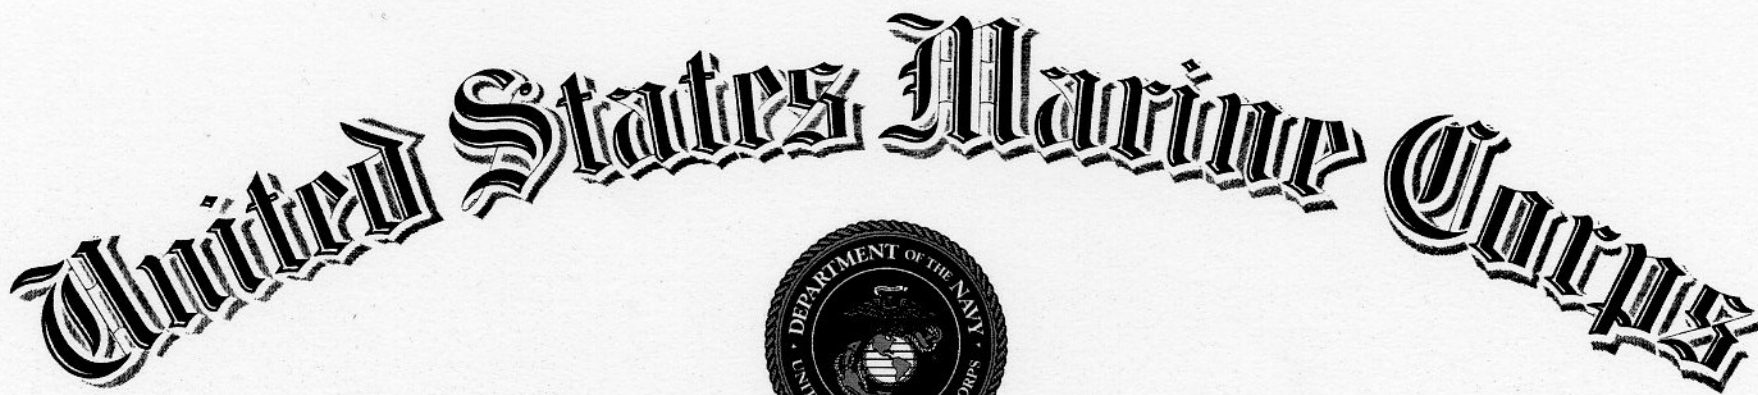 United States Marine Corps
DEPARTMENT OF THE NAVY